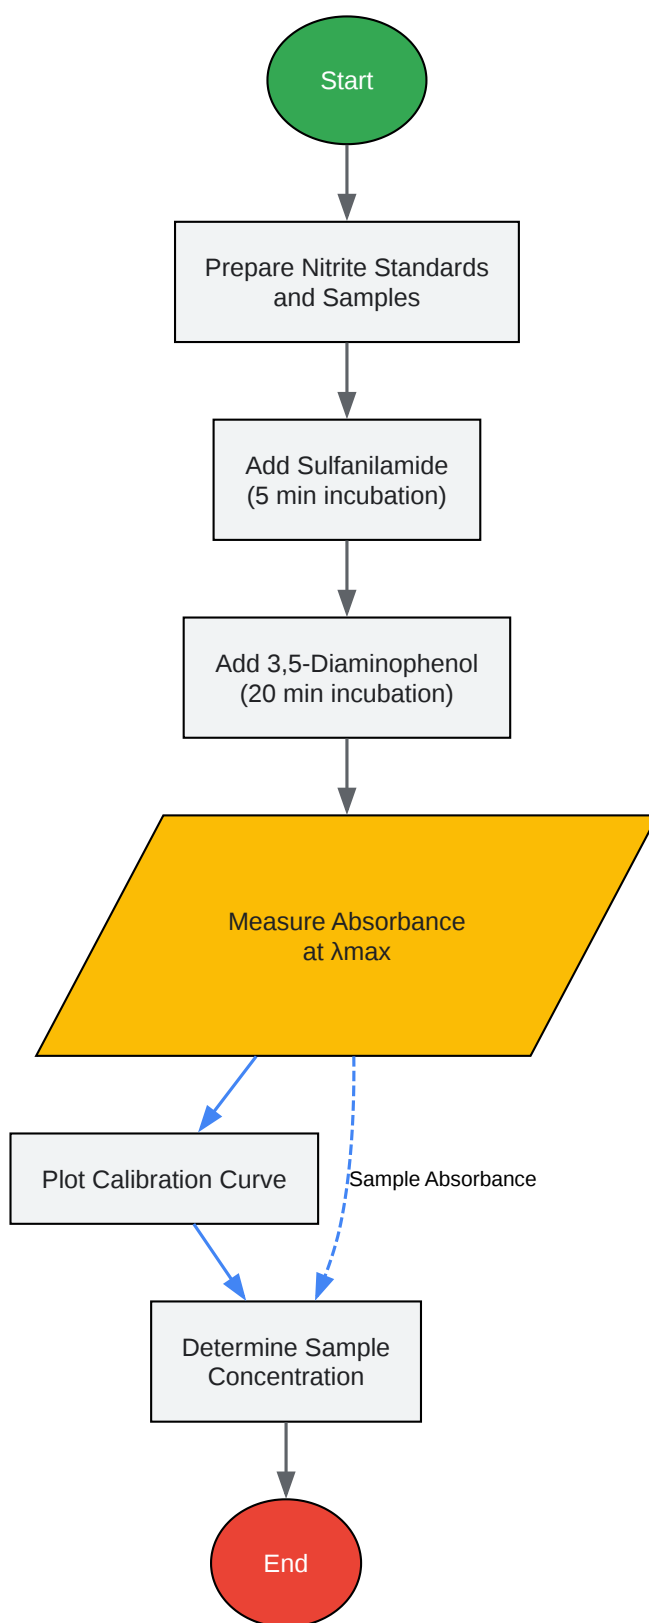 Start
Prepare Nitrite Standards
and Samples
Add Sulfanilamide
(5 min incubation)
Add 3,5-Diaminophenol
(20 min incubation)
Measure Absorbance
at λmax
Plot Calibration Curve
Sample Absorbance
Determine Sample
Concentration
End